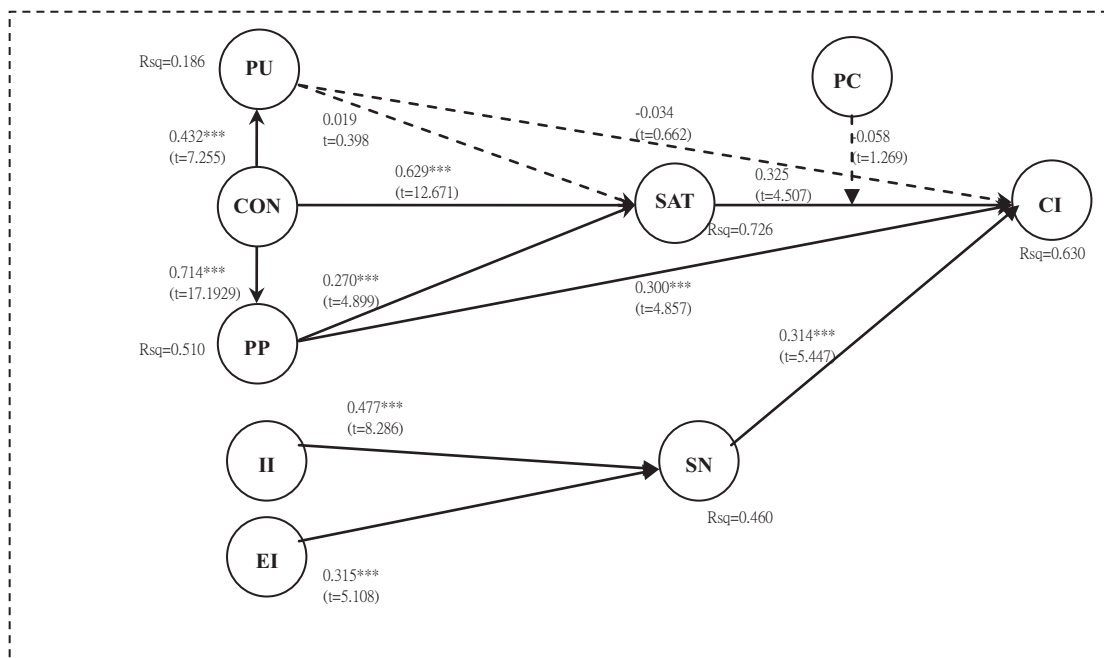 Rsq=0.186
PU
PC
0.432***
(t=7.255)
0.019
t=0.398
-0.034
(t=0.662)
-0.058
(t=1.269)
CON
0.629***
(t=12.671)
SAT
0.325
(t=4.507)
CI
Rsq=0.726
Rsq=0.630
0.714***
(t=17.1929)
0.270***
(t=4.899)
0.300***
(t=4.857)
Rsq=0.510
PP
0.314***
(t=5.447)
0.477***
(t=8.286)
II
SN
Rsq=0.460
EI
0.315***
(t=5.108)